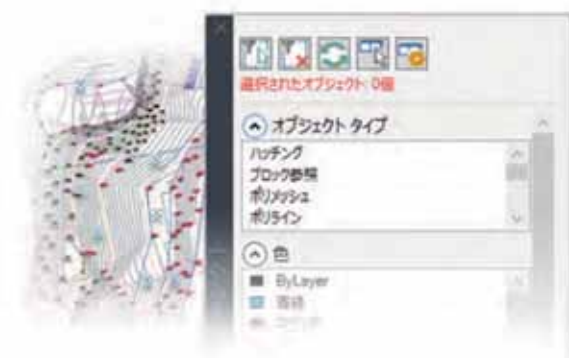 選択されたオブジェクト: 0個
オブジェクト タイプ
ハッチング
ブロック参照
ポリメッシュ
ポリライン
色
ByLayer